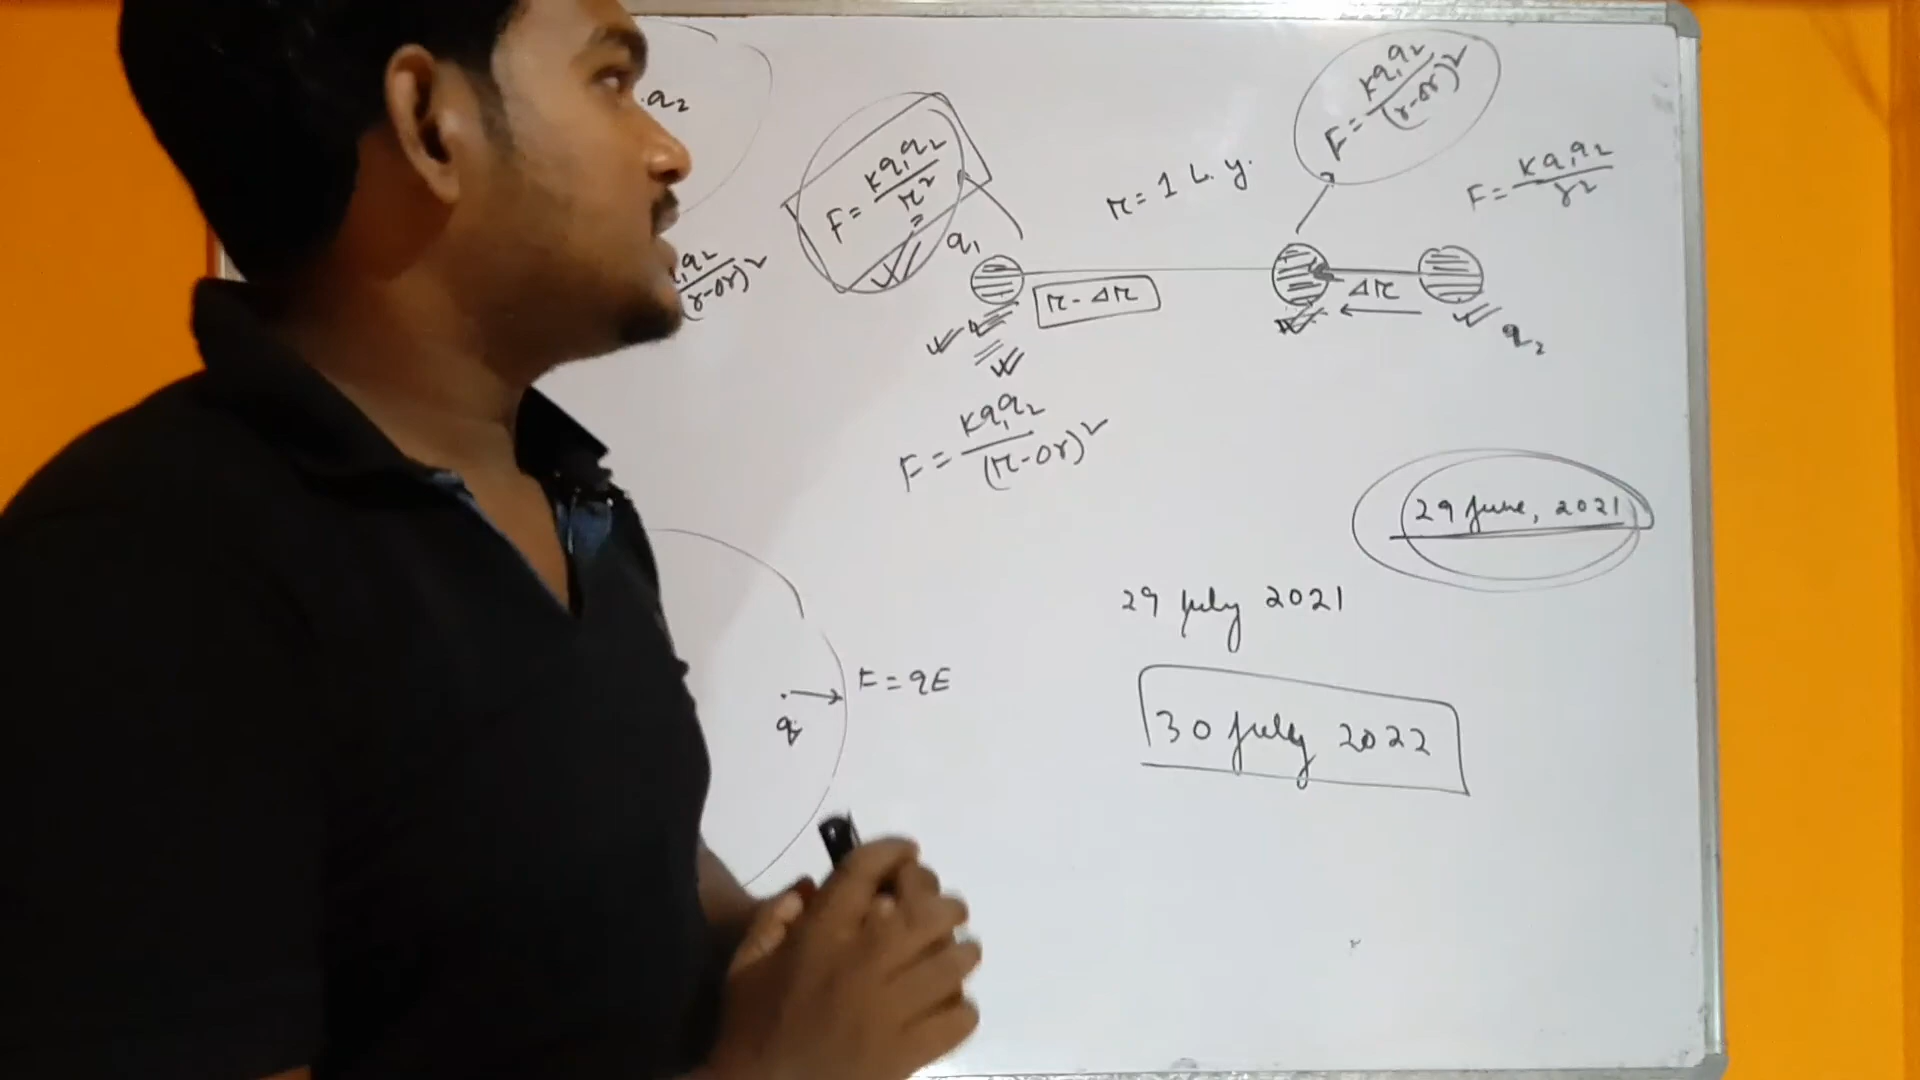 q₂
q₁q₂
(r-Δr)²
F = Kq₁q₂ / r²
q₁
r = 1 L.y.
F = Kq₁q₂ / (r-Δr)²
F = Kq₁q₂ / r²
r - Δr
Δr
q₂
F = Kq₁q₂ / (r-Δr)²
29 June, 2021
29 July 2021
30 July 2022
F = qE
q